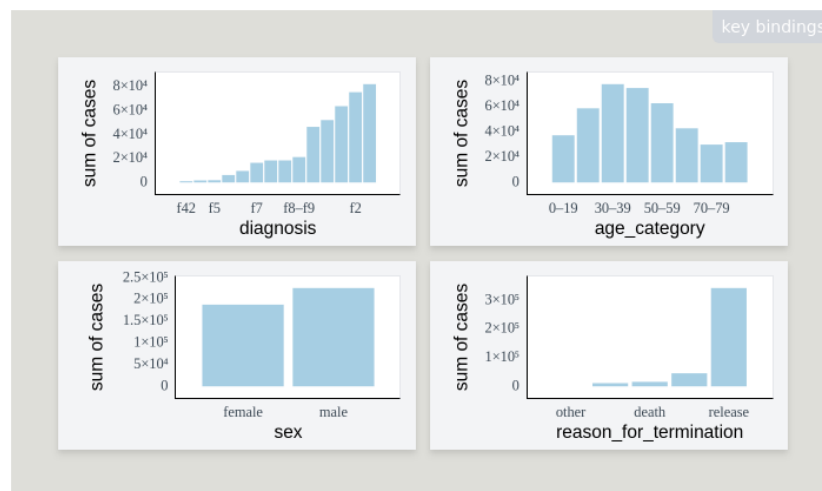 key bindings
sum of cases
8×10⁴
6×10⁴
4×10⁴
2×10⁴
0
f42 f5 f7 f8–f9 f2
diagnosis
sum of cases
8×10⁴
6×10⁴
4×10⁴
2×10⁴
0
0–19 30–39 50–59 70–79
age_category
sum of cases
2.5×10⁵
2×10⁵
1.5×10⁵
1×10⁵
5×10⁴
0
female male
sex
sum of cases
3×10⁵
2×10⁵
1×10⁵
0
other death release
reason_for_termination